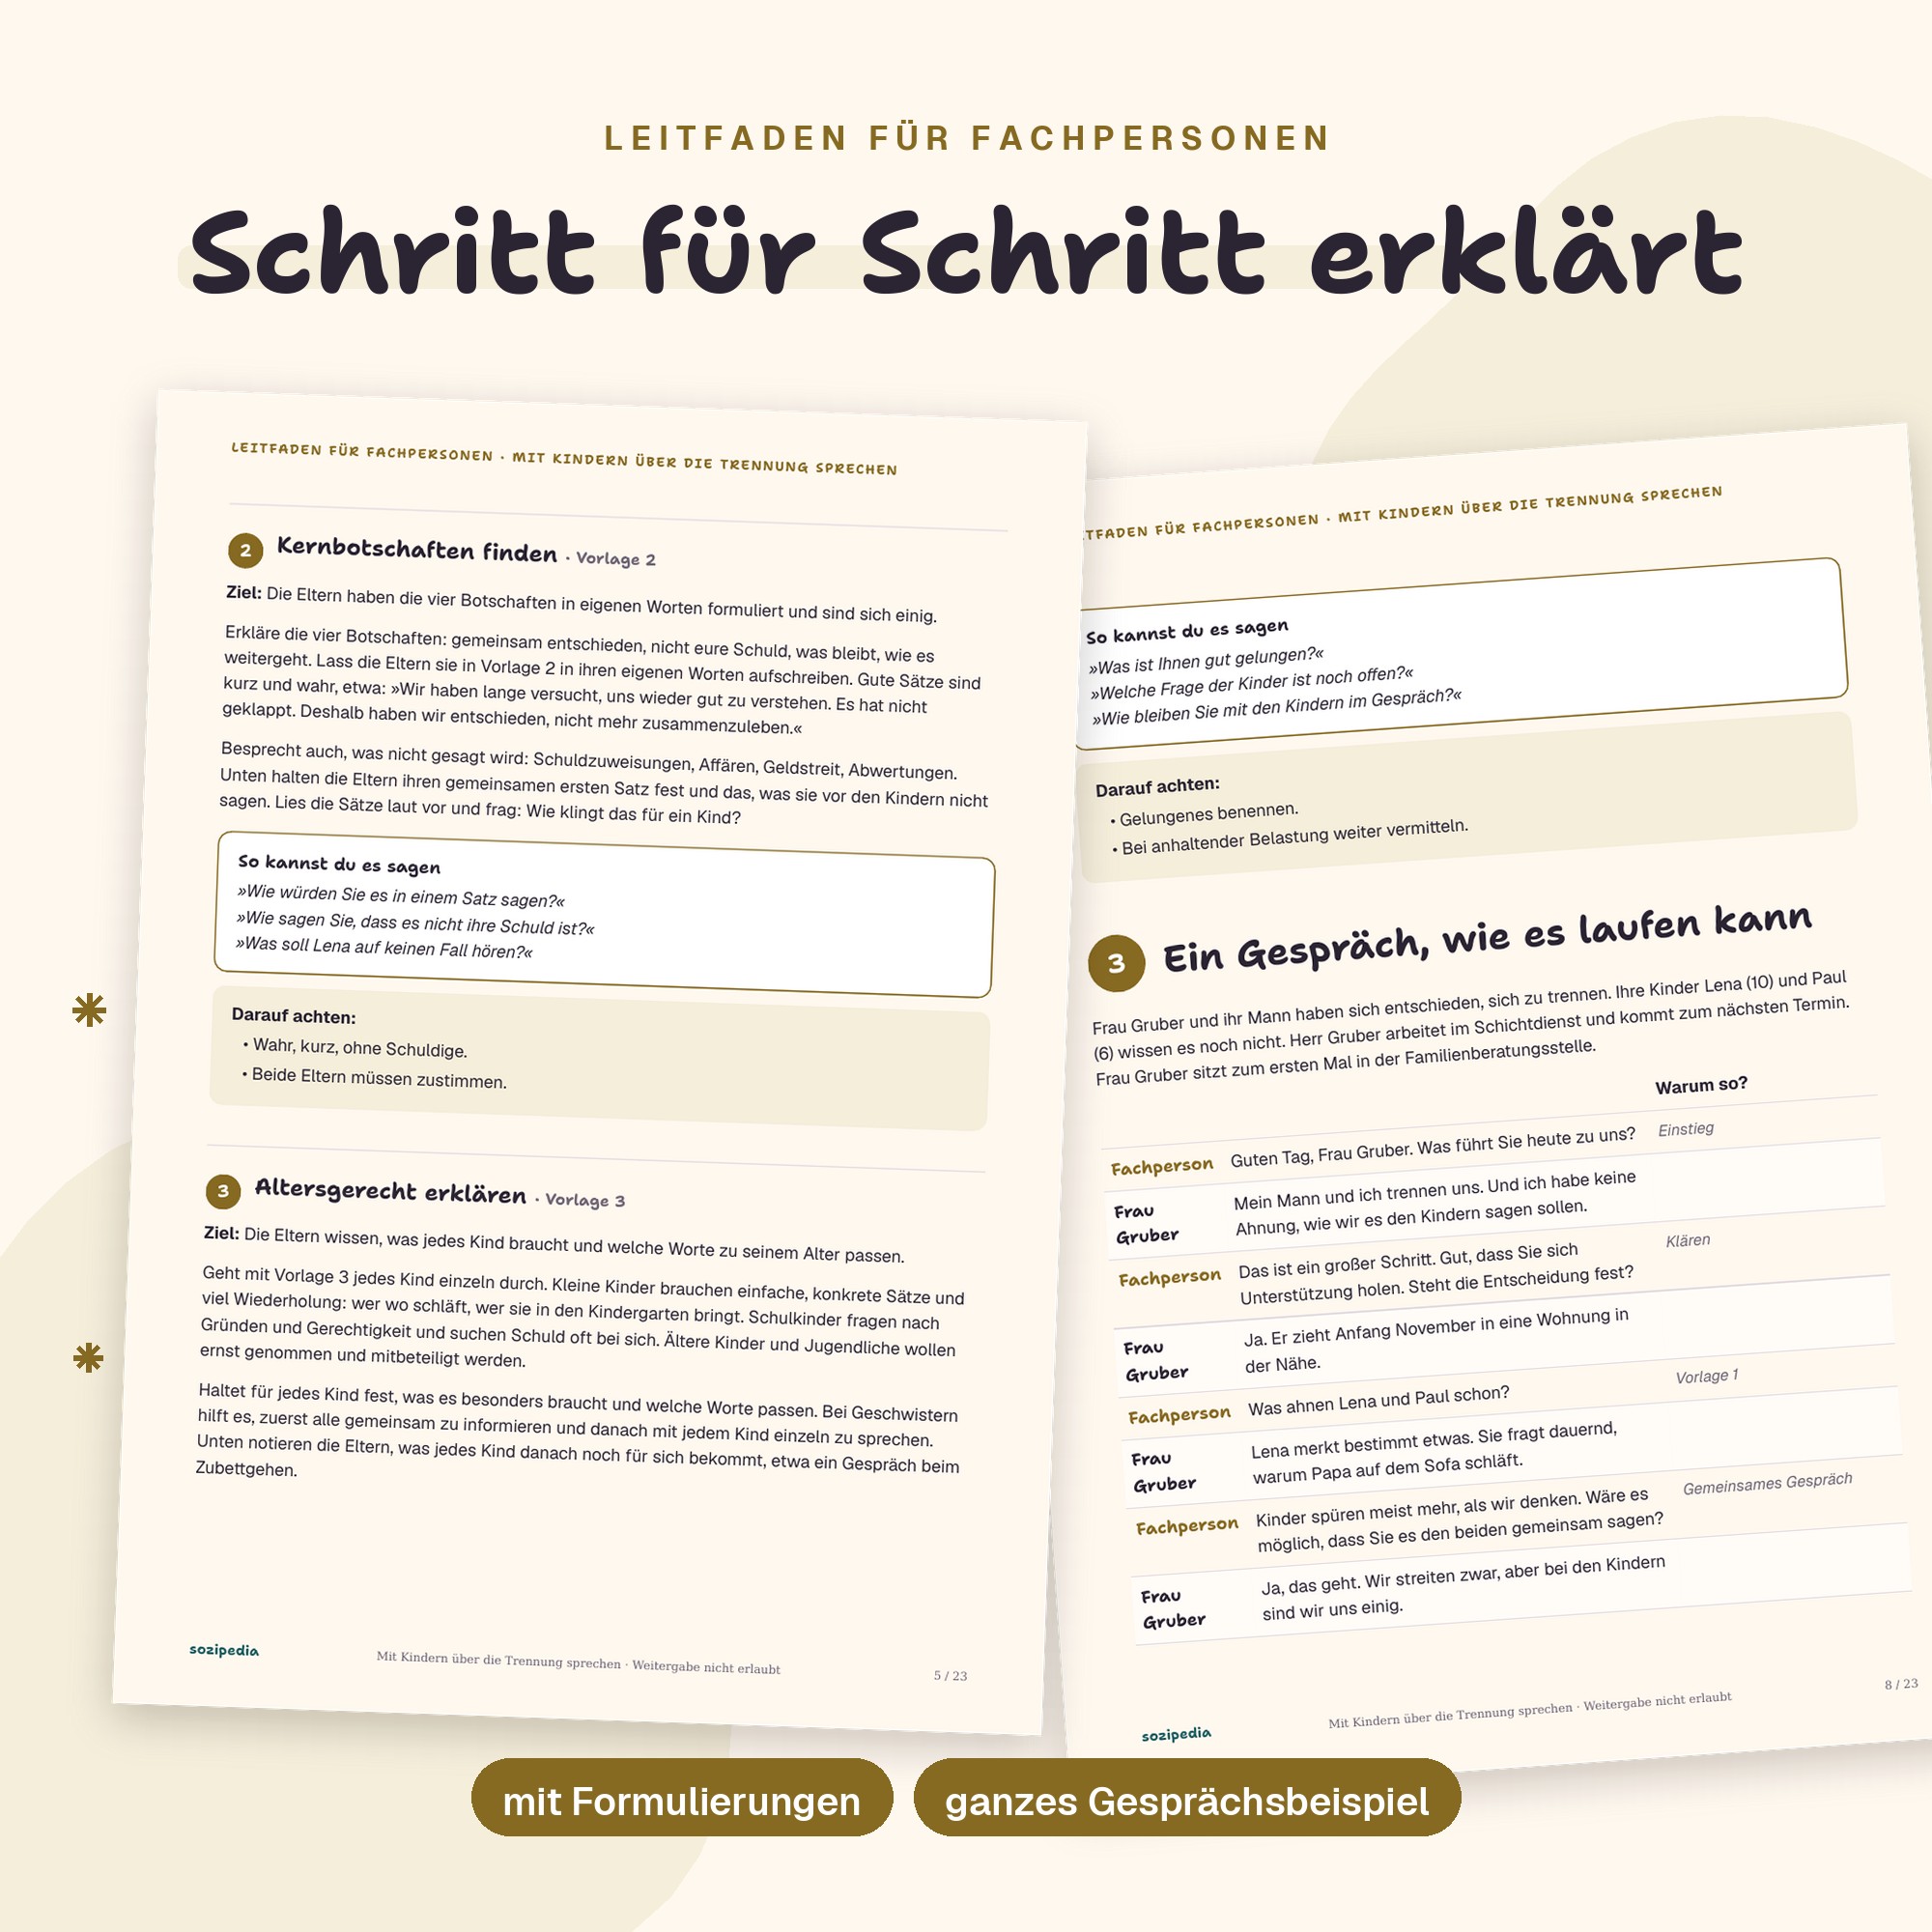 LEITFADEN FÜR FACHPERSONEN
Schritt für Schritt erklärt
LEITFADEN FÜR FACHPERSONEN · MIT KINDERN ÜBER DIE TRENNUNG SPRECHEN
2 Kernbotschaften finden · Vorlage 2
Ziel: Die Eltern haben die vier Botschaften in eigenen Worten formuliert und sind sich einig.
Erkläre die vier Botschaften: gemeinsam entschieden, nicht eure Schuld, was bleibt, wie es
weitergeht. Lass die Eltern sie in Vorlage 2 in ihren eigenen Worten aufschreiben. Gute Sätze sind
kurz und wahr, etwa: »Wir haben lange versucht, uns wieder gut zu verstehen. Es hat nicht
geklappt. Deshalb haben wir entschieden, nicht mehr zusammenzuleben.«
Besprecht auch, was nicht gesagt wird: Schuldzuweisungen, Affären, Geldstreit, Abwertungen.
Unten halten die Eltern ihren gemeinsamen ersten Satz fest und das, was sie vor den Kindern nicht
sagen. Lies die Sätze laut vor und frag: Wie klingt das für ein Kind?
So kannst du es sagen
»Wie würden Sie es in einem Satz sagen?«
»Wie sagen Sie, dass es nicht ihre Schuld ist?«
»Was soll Lena auf keinen Fall hören?«
Darauf achten:
• Wahr, kurz, ohne Schuldige.
• Beide Eltern müssen zustimmen.
3 Altersgerecht erklären · Vorlage 3
Ziel: Die Eltern wissen, was jedes Kind braucht und welche Worte zu seinem Alter passen.
Geht mit Vorlage 3 jedes Kind einzeln durch. Kleine Kinder brauchen einfache, konkrete Sätze und
viel Wiederholung: wer wo schläft, wer sie in den Kindergarten bringt. Schulkinder fragen nach
Gründen und Gerechtigkeit und suchen Schuld oft bei sich. Ältere Kinder und Jugendliche wollen
ernst genommen und mitbeteiligt werden.
Haltet für jedes Kind fest, was es besonders braucht und welche Worte passen. Bei Geschwistern
hilft es, zuerst alle gemeinsam zu informieren und danach mit jedem Kind einzeln zu sprechen.
Unten notieren die Eltern, was jedes Kind danach noch für sich bekommt, etwa ein Gespräch beim
Zubettgehen.
sozipedia
Mit Kindern über die Trennung sprechen · Weitergabe nicht erlaubt
5 / 23
TFADEN FÜR FACHPERSONEN · MIT KINDERN ÜBER DIE TRENNUNG SPRECHEN
So kannst du es sagen
»Was ist Ihnen gut gelungen?«
»Welche Frage der Kinder ist noch offen?«
»Wie bleiben Sie mit den Kindern im Gespräch?«
Darauf achten:
• Gelungenes benennen.
• Bei anhaltender Belastung weiter vermitteln.
3 Ein Gespräch, wie es laufen kann
Frau Gruber und ihr Mann haben sich entschieden, sich zu trennen. Ihre Kinder Lena (10) und Paul
(6) wissen es noch nicht. Herr Gruber arbeitet im Schichtdienst und kommt zum nächsten Termin.
Frau Gruber sitzt zum ersten Mal in der Familienberatungsstelle.
Warum so?
Fachperson Guten Tag, Frau Gruber. Was führt Sie heute zu uns? Einstieg
Frau Gruber Mein Mann und ich trennen uns. Und ich habe keine
Ahnung, wie wir es den Kindern sagen sollen.
Fachperson Das ist ein großer Schritt. Gut, dass Sie sich Klären
Unterstützung holen. Steht die Entscheidung fest?
Frau Gruber Ja. Er zieht Anfang November in eine Wohnung in
der Nähe.
Fachperson Was ahnen Lena und Paul schon? Vorlage 1
Frau Gruber Lena merkt bestimmt etwas. Sie fragt dauernd,
warum Papa auf dem Sofa schläft.
Fachperson Kinder spüren meist mehr, als wir denken. Wäre es Gemeinsames Gespräch
möglich, dass Sie es den beiden gemeinsam sagen?
Frau Gruber Ja, das geht. Wir streiten zwar, aber bei den Kindern
sind wir uns einig.
sozipedia
Mit Kindern über die Trennung sprechen · Weitergabe nicht erlaubt
8 / 23
mit Formulierungen
ganzes Gesprächsbeispiel